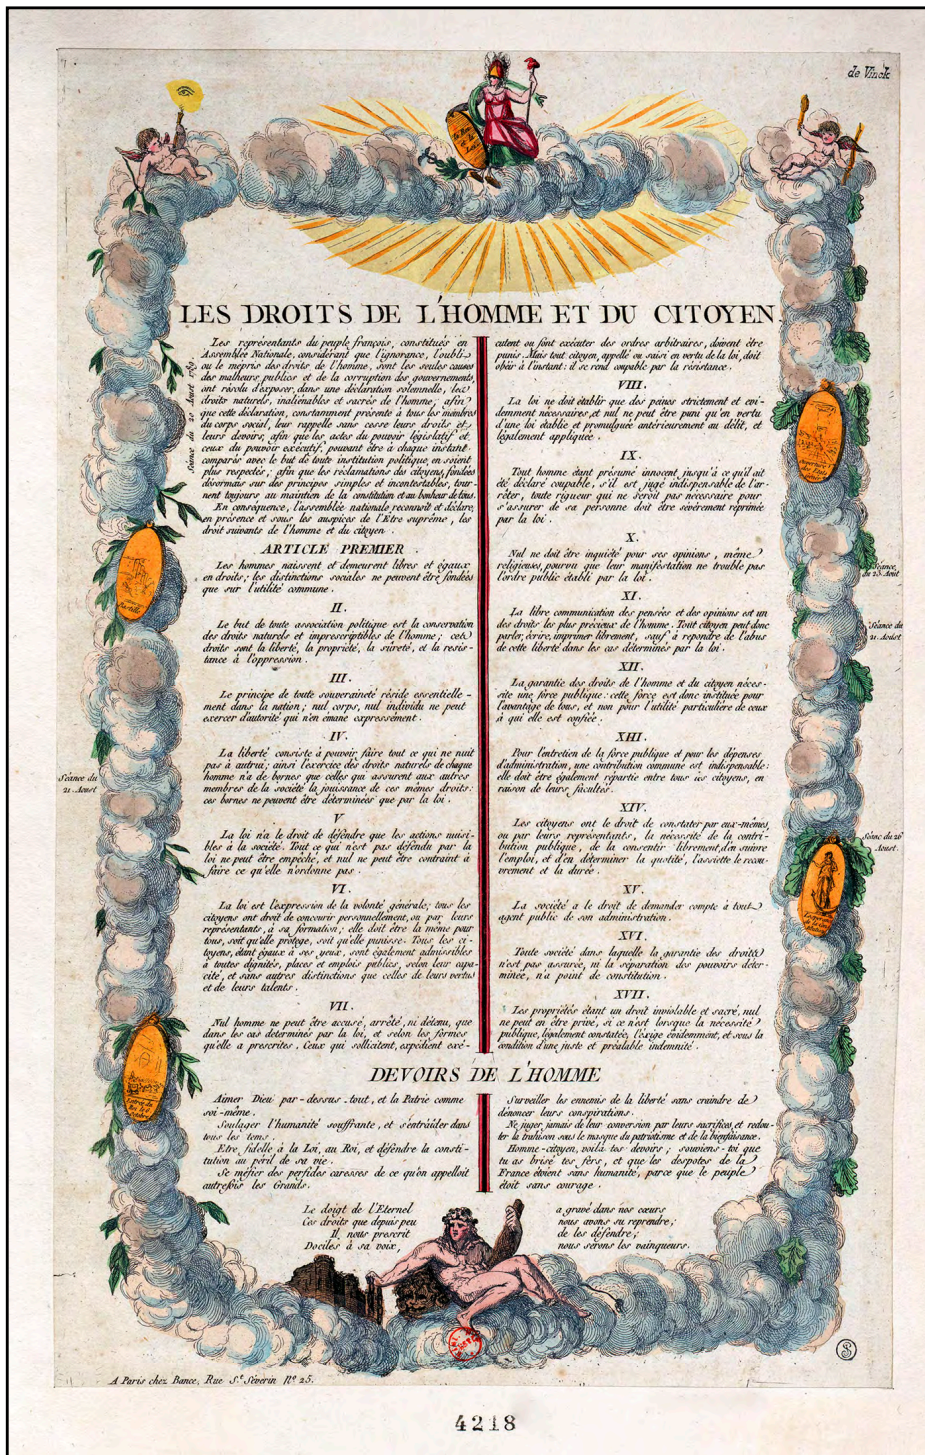 de Vinck
LES DROITS DE L'HOMME ET DU CITOYEN
Séance du 20 Aoust 1789.
Les représentants du peuple françois, constitués en
Assemblée Nationale, considérant que l'ignorance, l'oubli
ou le mépris des droits de l'homme, sont les seules causes
des malheurs publics et de la corruption des gouvernements,
ont résolu d'exposer, dans une déclaration solemnelle, les
droits naturels, inaliénables et sacrés de l'homme; afin
que cette déclaration, constamment présente à tous les membres
du corps social, leur rappelle sans cesse leurs droits et
leurs devoirs; afin que les actes du pouvoir législatif et
ceux du pouvoir exécutif, pouvant être à chaque instant
comparés avec le but de toute institution politique, en soient
plus respectés; afin que les réclamations des citoyens, fondées
désormais sur des principes simples et incontestables, tour-
nent toujours au maintien de la constitution et au bonheur de tous.
En conséquence, l'assemblée nationale reconnoît et déclare,
en présence et sous les auspices de l'Etre suprême, les
droit suivants de l'homme et du citoyen.
ARTICLE PREMIER.
Les hommes naissent et demeurent libres et égaux
en droits; les distinctions sociales ne peuvent être fondées
que sur l'utilité commune.
II.
Le but de toute association politique est la conservation
des droits naturels et imprescriptibles de l'homme; ces
droits sont la liberté, la propriété, la sûreté, et la résis-
tance à l'oppression.
III.
Le principe de toute souveraineté réside essentielle-
ment dans la nation; nul corps, nul individu ne peut
exercer d'autorité qui n'en émane expressément.
IV.
La liberté consiste à pouvoir faire tout ce qui ne nuit
pas à autrui; ainsi l'exercice des droits naturels de chaque
homme n'a de bornes que celles qui assurent aux autres
membres de la société la jouissance de ces mêmes droits:
ces bornes ne peuvent être déterminées que par la loi.
Séance du
21. Aoust
V
La loi n'a le droit de défendre que les actions nuisi-
bles à la société. Tout ce qui n'est pas défendu par la
loi ne peut être empêché, et nul ne peut être contraint à
faire ce qu'elle n'ordonne pas.
VI.
La loi est l'expression de la volonté générale; tous les
citoyens ont droit de concourir personnellement, ou par leurs
représentants, à sa formation; elle doit être la même pour
tous, soit qu'elle protège, soit qu'elle punisse. Tous les ci-
toyens, étant égaux à ses yeux, sont également admissibles
à toutes dignités, places et emplois publics, selon leur capa-
cité, et sans autres distinctions que celles de leurs vertus
et de leurs talents.
VII.
Nul homme ne peut être accusé, arrêté, ni détenu, que
dans les cas déterminés par la loi, et selon les formes
qu'elle a prescrites. Ceux qui sollicitent, expédient exé-
cutent ou font exécuter des ordres arbitraires, doivent être
punis. Mais tout citoyen, appellé ou saisi en vertu de la loi, doit
obéir à l'instant: il se rend coupable par la résistance.
VIII.
La loi ne doit établir que des peines strictement et évi-
demment nécessaires, et nul ne peut être puni qu'en vertu
d'une loi établie et promulguée antérieurement au délit, et
légalement appliquée.
IX.
Tout homme étant présumé innocent jusqu'à ce qu'il ait
été déclaré coupable, s'il est jugé indispensable de l'ar-
rêter, toute rigueur qui ne seroit pas nécessaire pour
s'assurer de sa personne doit être sévèrement réprimée
par la loi.
X.
Nul ne doit être inquiété pour ses opinions, même
religieuses, pourvu que leur manifestation ne trouble pas
l'ordre public établi par la loi.
Séance,
du 23 Aoüt
XI.
La libre communication des pensées et des opinions est un
des droits les plus précieux de l'homme. Tout citoyen peut donc
parler, écrire, imprimer librement, sauf à répondre de l'abus
de cette liberté dans les cas déterminés par la loi.
Séance du
21. Aoust
XII.
La garantie des droits de l'homme et du citoyen néces-
site une force publique: cette force est donc instituée pour
l'avantage de tous, et non pour l'utilité particulière de ceux
à qui elle est confiée.
XIII.
Pour l'entretien de la force publique et pour les dépenses
d'administration, une contribution commune est indispensable:
elle doit être également répartie entre tous les citoyens, en
raison de leurs facultés.
XIV.
Les citoyens ont le droit de constater par eux-mêmes,
ou par leurs représentants, la nécessité de la contri-
bution publique, de la consentir librement, d'en suivre
l'emploi, et d'en déterminer la quotité, l'assiette le recou-
vrement et la durée.
Séanc du 26
Aoust.
XV.
La société a le droit de demander compte à tout
agent public de son administration.
XVI.
Toute société dans laquelle la garantie des droits
n'est pas assurée, ni la séparation des pouvoirs déter-
minée, n'a point de constitution.
XVII.
Les propriétés étant un droit inviolable et sacré, nul
ne peut en être privé, si ce n'est lorsque la nécessité
publique, légalement constatée, l'exige évidemment, et sous la
condition d'une juste et préalable indemnité.
DEVOIRS DE L'HOMME
Aimer Dieu par-dessus tout, et la Patrie comme
soi-même.
Soulager l'humanité souffrante, et s'entraider dans
tous les tems.
Etre fidelle à la Loi, au Roi, et défendre la consti-
tution au péril de sa vie.
Se méfier des perfides caresses de ce qu'on appelloit
autrefois les Grands.
Surveiller les ennemis de la liberté sans craindre de
dénoncer leurs conspirations.
Ne juger jamais de leur conversion par leurs sacrifices et redou-
ter la trahison sous le masque du patriotisme et de la bienfaisance.
Homme-citoyen, voilà tes devoirs; souviens-toi que
tu as brisé tes fers, et que les despotes de la
France étoient sans humanité, parce que le peuple
étoit sans courage.
Le doigt de l'Eternel a gravé dans nos cœurs
Ces droits que depuis peu nous avons su reprendre;
Il nous prescrit de les défendre;
Dociles à sa voix, nous serons les vainqueurs.
A Paris chez Bance, Rue St. Séverin No. 25.
4218